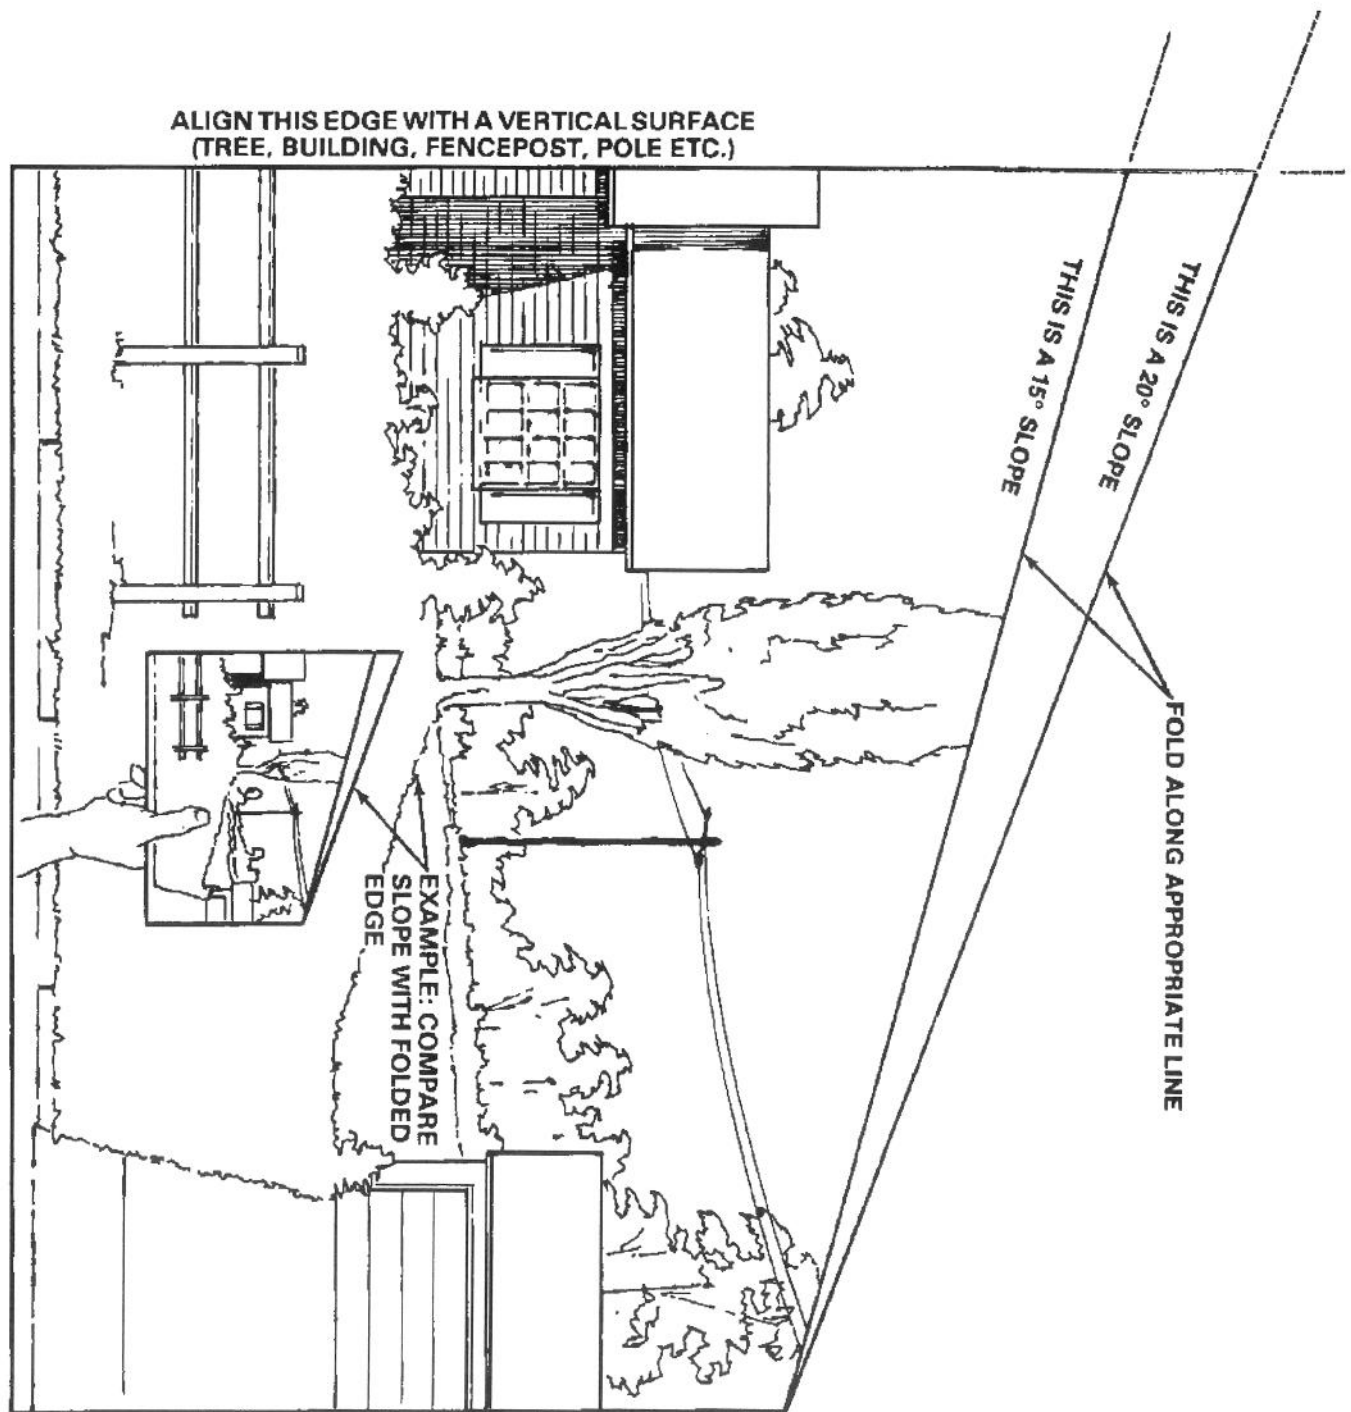 ALIGN THIS EDGE WITH A VERTICAL SURFACE
(TREE, BUILDING, FENCEPOST, POLE ETC.)
THIS IS A 15° SLOPE
THIS IS A 20° SLOPE
FOLD ALONG APPROPRIATE LINE
EXAMPLE: COMPARE
SLOPE WITH FOLDED
EDGE